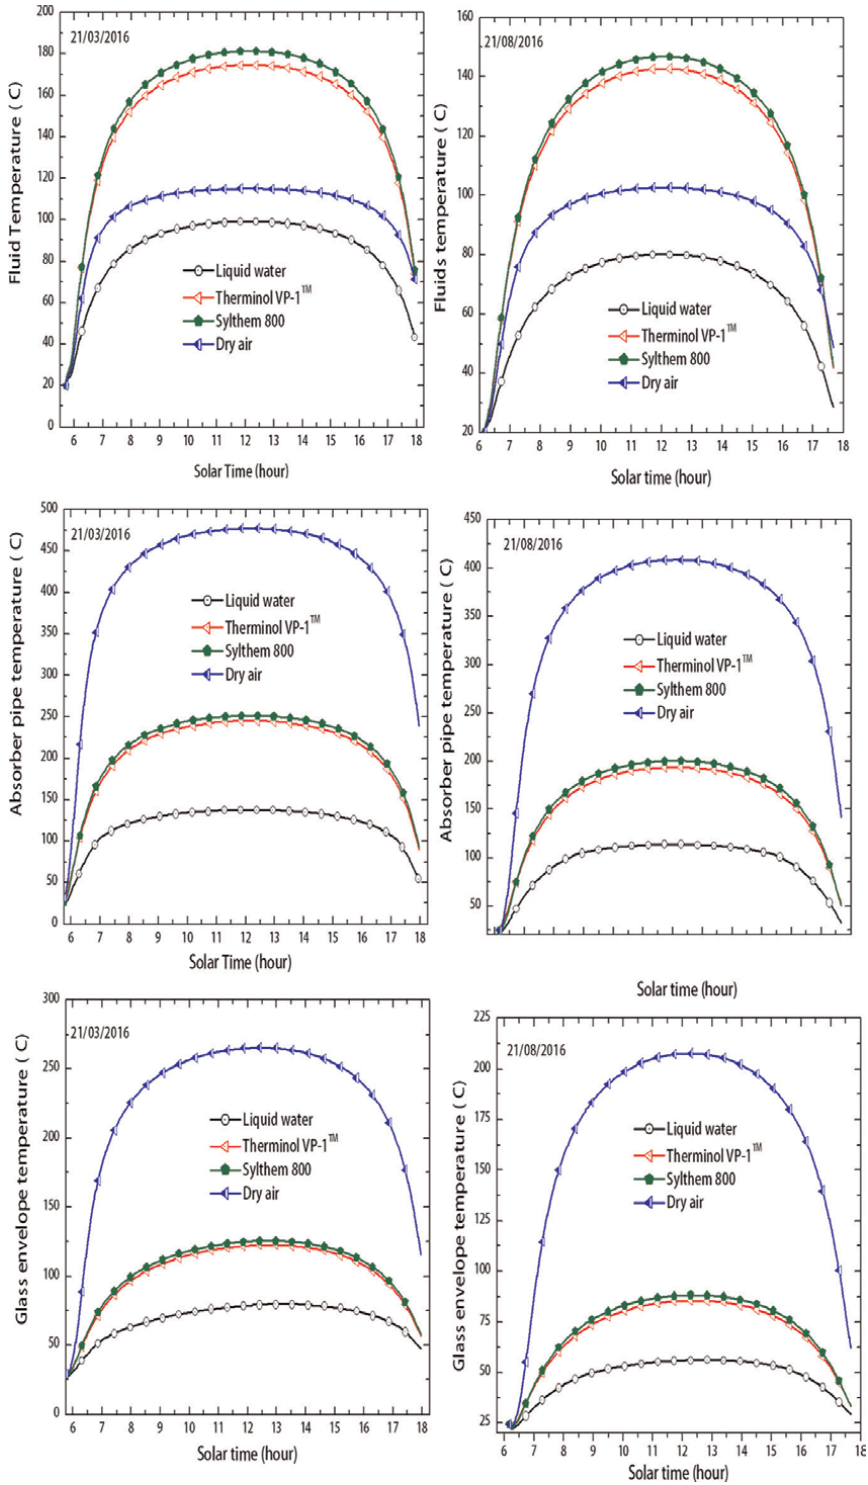 21/03/2016
Fluid Temperature ( C)
200
180
160
140
120
100
80
60
40
20
0
Liquid water
Therminol VP-1™
Sylthem 800
Dry air
6 7 8 9 10 11 12 13 14 15 16 17 18
Solar Time (hour)
21/08/2016
Fluids temperature ( C)
160
140
120
100
80
60
40
20
Liquid water
Therminol VP-1™
Sylthem 800
Dry air
6 7 8 9 10 11 12 13 14 15 16 17 18
Solar time (hour)
21/03/2016
Absorber pipe temperature ( C)
500
450
400
350
300
250
200
150
100
50
0
Liquid water
Therminol VP-1™
Sylthem 800
Dry air
6 7 8 9 10 11 12 13 14 15 16 17 18
Solar Time (hour)
21/08/2016
Absorber pipe temperature ( C)
450
400
350
300
250
200
150
100
50
Liquid water
Therminol VP-1™
Sylthem 800
Dry air
Solar time (hour)
21/03/2016
Glass envelope temperature ( C)
300
250
200
150
100
50
0
Liquid water
Therminol VP-1™
Sylthem 800
Dry air
6 7 8 9 10 11 12 13 14 15 16 17 18
Solar time (hour)
21/08/2016
Glass envelope temperature ( C)
225
200
175
150
125
100
75
50
25
Liquid water
Therminol VP-1™
Sylthem 800
Dry air
6 7 8 9 10 11 12 13 14 15 16 17 18
Solar time (hour)